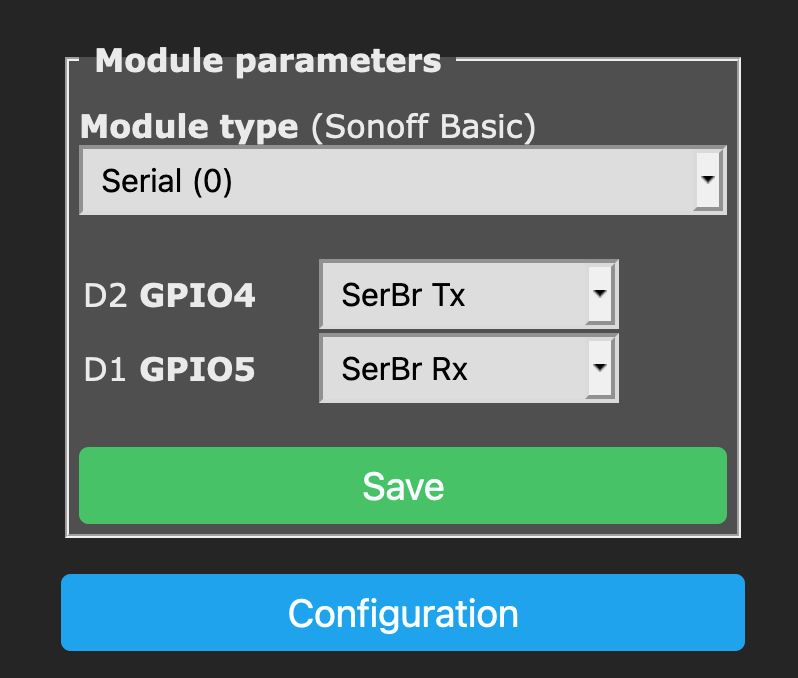 Module parameters
Module type (Sonoff Basic)
Serial (0)
D2 GPIO4 SerBr Tx
D1 GPIO5 SerBr Rx
Save
Configuration